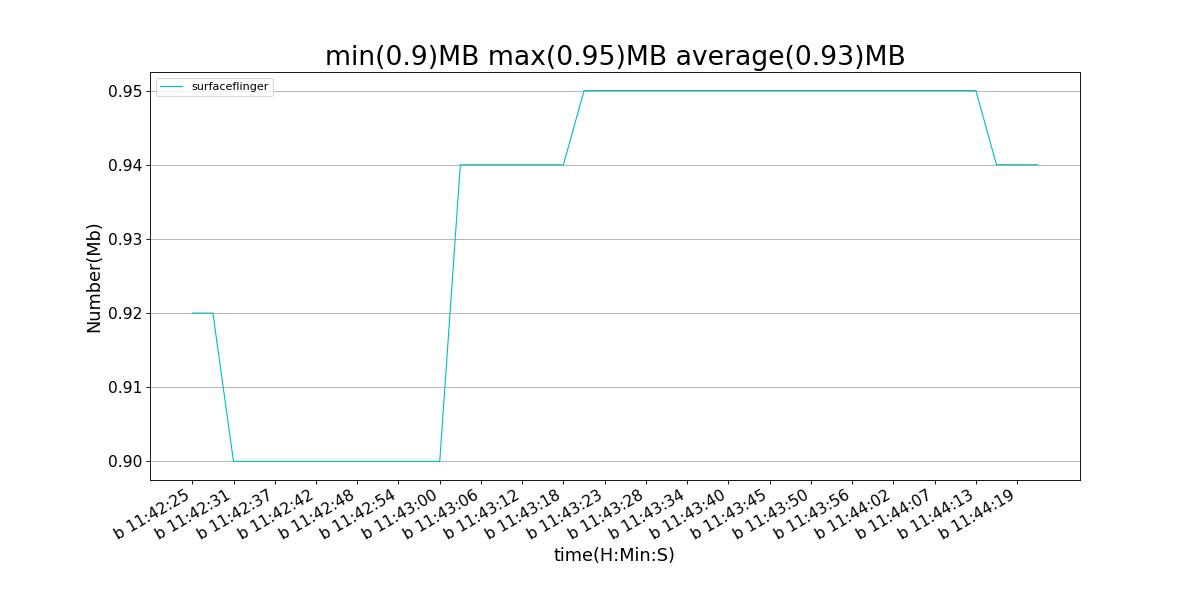 min(0.9)MB max(0.95)MB average(0.93)MB
surfaceflinger
0.95
0.94
0.93
0.92
0.91
0.90
Number(Mb)
b 11:42:25
b 11:42:31
b 11:42:37
b 11:42:42
b 11:42:48
b 11:42:54
b 11:43:00
b 11:43:06
b 11:43:12
b 11:43:18
b 11:43:23
b 11:43:28
b 11:43:34
b 11:43:40
b 11:43:45
b 11:43:50
b 11:43:56
b 11:44:02
b 11:44:07
b 11:44:13
b 11:44:19
time(H:Min:S)